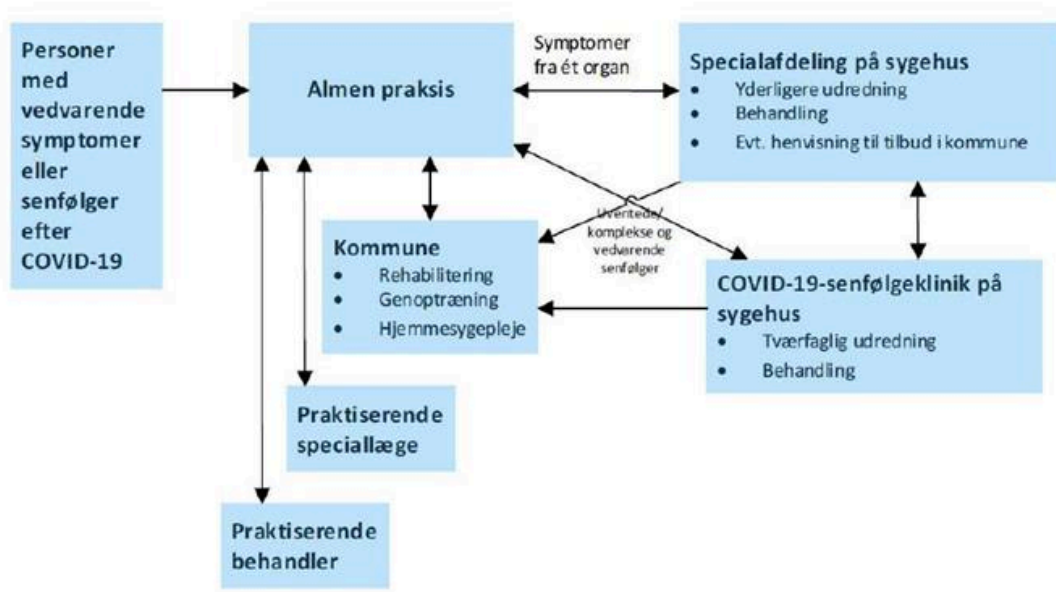 Personer
med
vedvarende
symptomer
eller
senfølger
efter
COVID-19
Almen praksis
Symptomer
fra ét organ
Specialafdeling på sygehus
• Yderligere udredning
• Behandling
• Evt. henvisning til tilbud i kommune
Uventede/
komplekse og
vedvarende
senfølger
Kommune
• Rehabilitering
• Genoptræning
• Hjemmesygepleje
COVID-19-senfølgeklinik på
sygehus
• Tværfaglig udredning
• Behandling
Praktiserende
speciallæge
Praktiserende
behandler